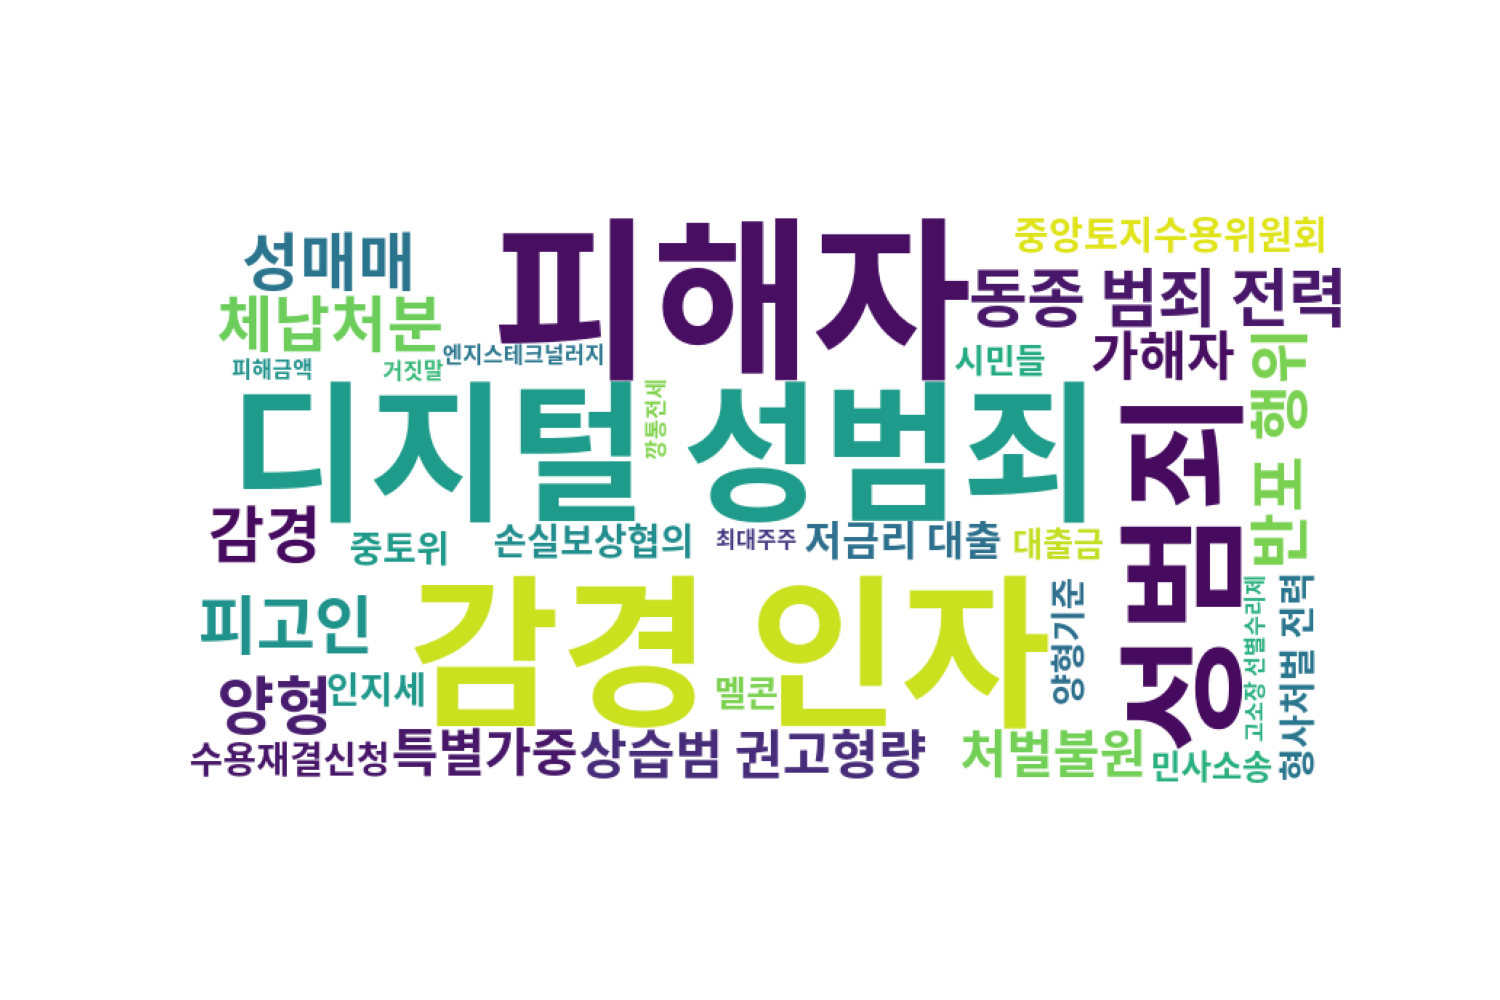 피해자
중앙토지수용위원회
성매매
동종 범죄 전력
체납처분
가해자
엔지스테크널러지
시민들
피해금액
거짓말
반포 행위
디지털 성범죄
깡통전세
성범죄
감경
중토위
손실보상협의
최대주주
저금리 대출
대출금
감경 인자
양형기준
고소장 선별수리제
형사처벌 전력
피고인
양형
인지세
멜콘
수용재결신청
특별가중
상습범
권고형량
처벌불원
민사소송